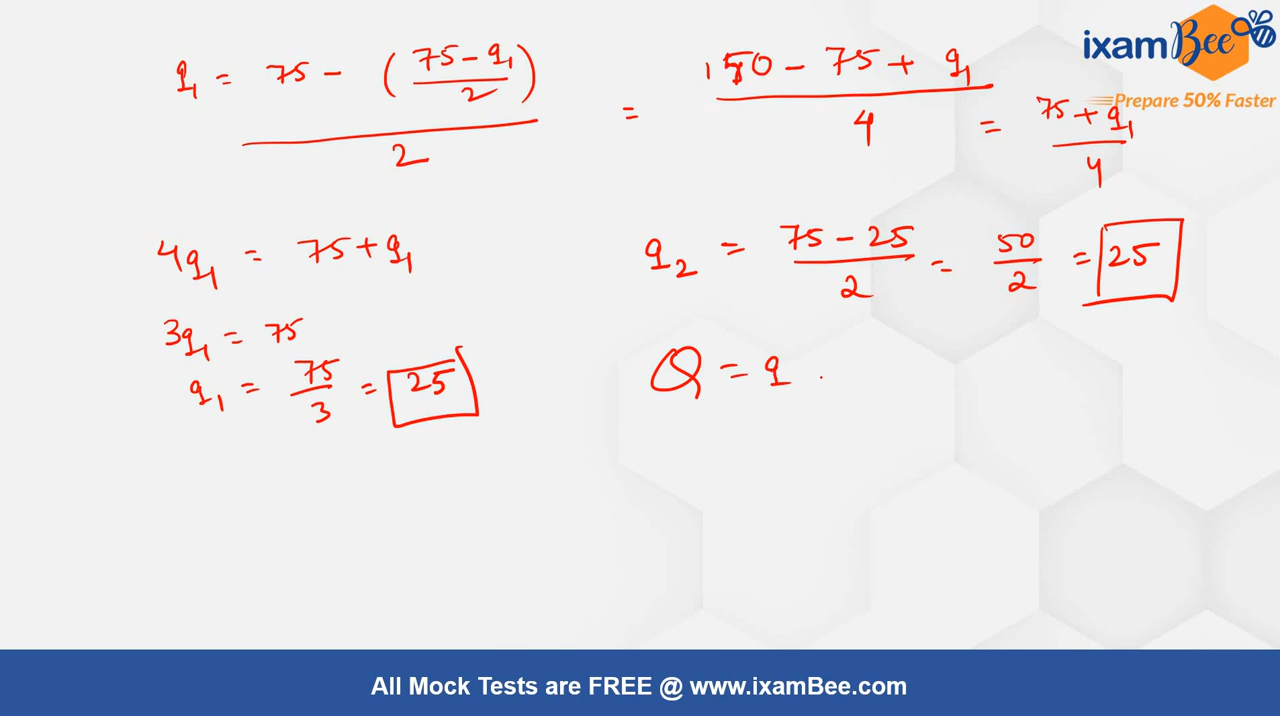 ixamBee
Prepare 50% Faster
q₁ = (75 - ((75 - q₁)/2))/2 = (150 - 75 + q₁)/4 = (75 + q₁)/4
4q₁ = 75 + q₁
3q₁ = 75
q₁ = 75/3 = 25
q₂ = (75 - 25)/2 = 50/2 = 25
Q = q
All Mock Tests are FREE @ www.ixamBee.com